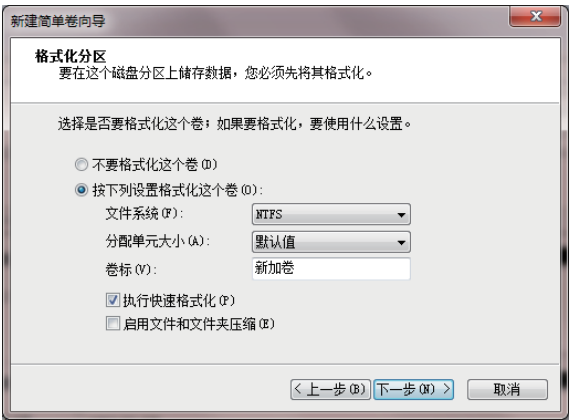 新建简单卷向导
格式化分区
要在这个磁盘分区上储存数据，您必须先将其格式化。
选择是否要格式化这个卷；如果要格式化，要使用什么设置。
不要格式化这个卷(D)
按下列设置格式化这个卷(O):
文件系统(F): NTFS
分配单元大小(A): 默认值
卷标(V): 新加卷
执行快速格式化(P)
启用文件和文件夹压缩(E)
< 上一步(B) 下一步(N) > 取消